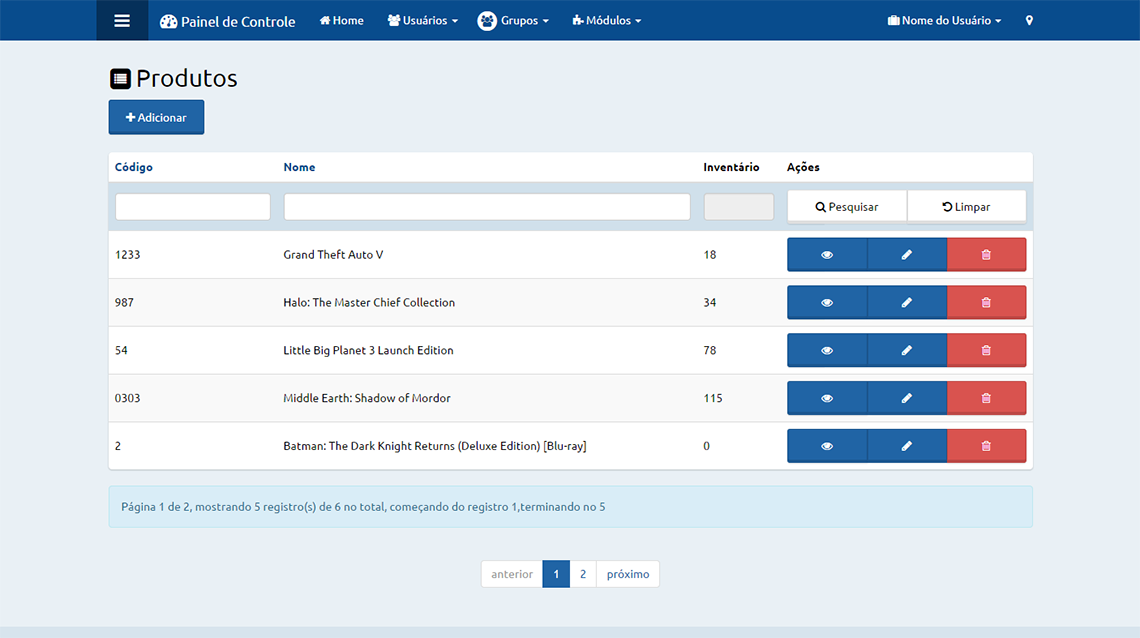 Painel de Controle Home Usuários Grupos Módulos Nome do Usuário
Produtos
Adicionar
Código Nome Inventário Ações
Pesquisar Limpar
1233 Grand Theft Auto V 18
987 Halo: The Master Chief Collection 34
54 Little Big Planet 3 Launch Edition 78
0303 Middle Earth: Shadow of Mordor 115
2 Batman: The Dark Knight Returns (Deluxe Edition) [Blu-ray] 0
Página 1 de 2, mostrando 5 registro(s) de 6 no total, começando do registro 1,terminando no 5
anterior 1 2 próximo